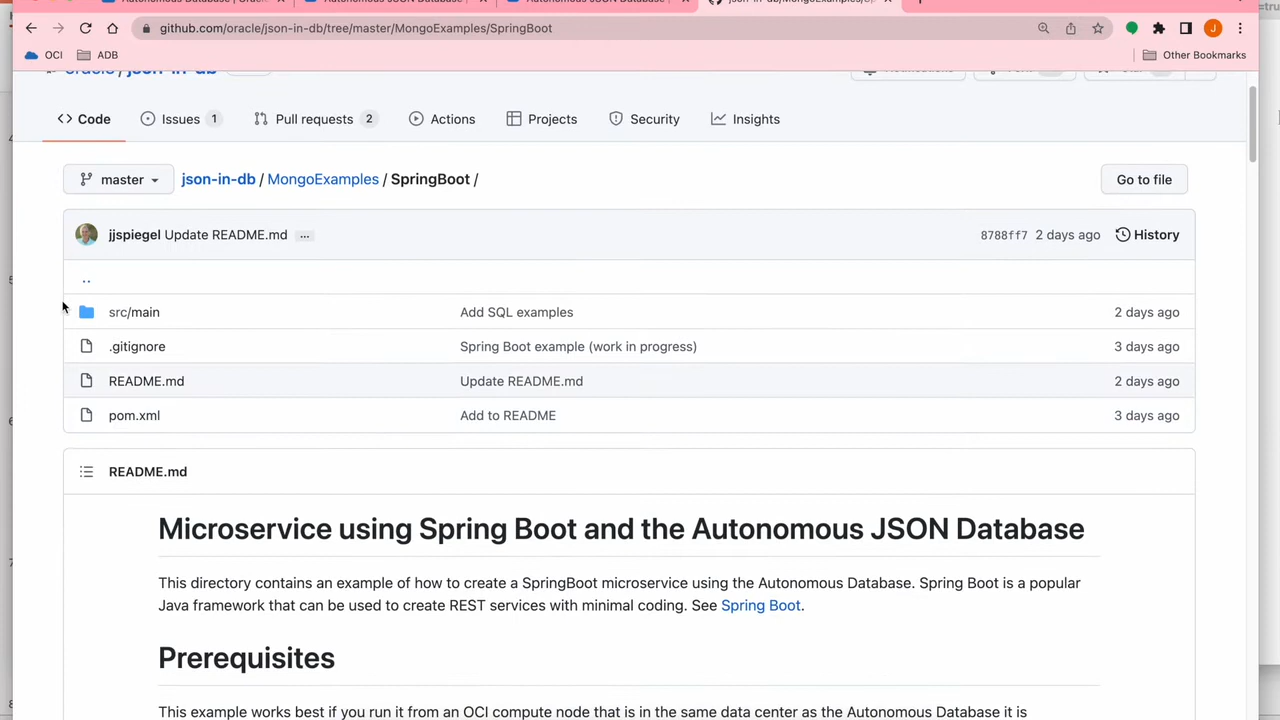 github.com/oracle/json-in-db/tree/master/MongoExamples/SpringBoot
OCI ADB Other Bookmarks
oracle / json-in-db
<> Code Issues 1 Pull requests 2 Actions Projects Security Insights
master json-in-db / MongoExamples / SpringBoot / Go to file
jjspiegel Update README.md ... 8788ff7 2 days ago History
..
src/main Add SQL examples 2 days ago
.gitignore Spring Boot example (work in progress) 3 days ago
README.md Update README.md 2 days ago
pom.xml Add to README 3 days ago
README.md
Microservice using Spring Boot and the Autonomous JSON Database
This directory contains an example of how to create a SpringBoot microservice using the Autonomous Database. Spring Boot is a popular
Java framework that can be used to create REST services with minimal coding. See Spring Boot.
Prerequisites
This example works best if you run it from an OCI compute node that is in the same data center as the Autonomous Database it is